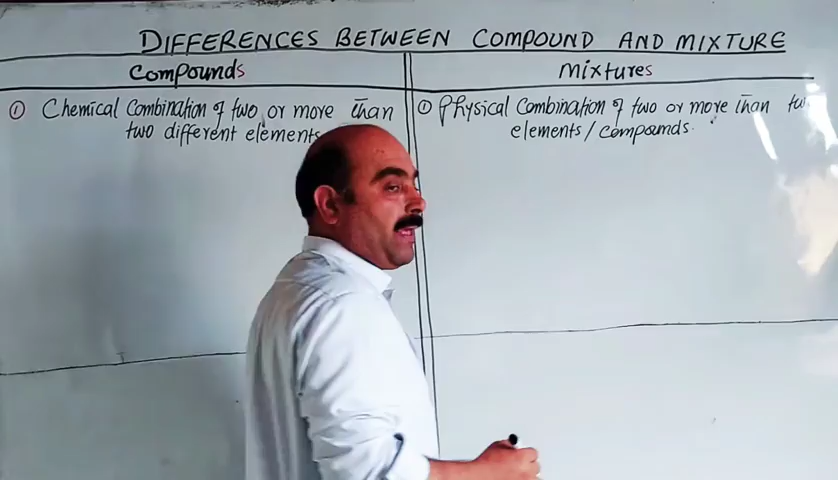 DIFFERENCES BETWEEN COMPOUND AND MIXTURE
Compounds
Mixtures
① Chemical Combination of two or more than
two different elements
① Physical Combination of two or more than
elements/compounds.